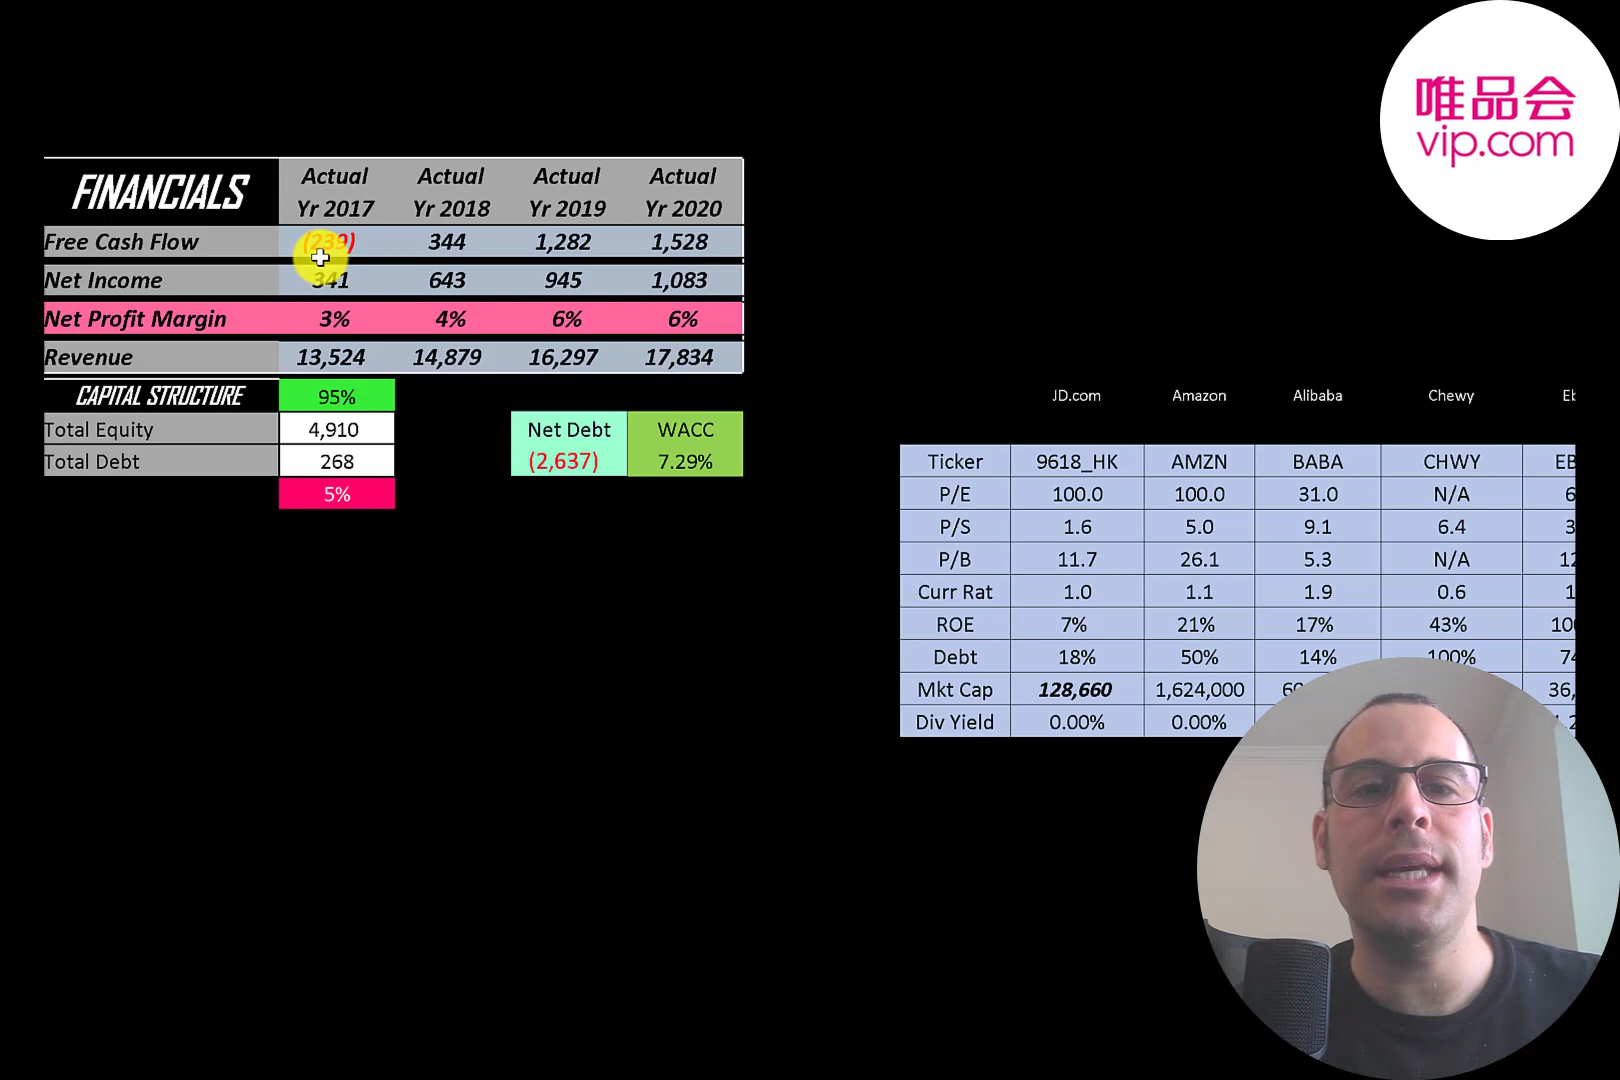 唯品会
vip.com
FINANCIALS Actual Yr 2017 Actual Yr 2018 Actual Yr 2019 Actual Yr 2020
Free Cash Flow (239) 344 1,282 1,528
Net Income 341 643 945 1,083
Net Profit Margin 3% 4% 6% 6%
Revenue 13,524 14,879 16,297 17,834
CAPITAL STRUCTURE 95%
Total Equity 4,910 Net Debt WACC
Total Debt 268 (2,637) 7.29%
5%
JD.com Amazon Alibaba Chewy
Ticker 9618_HK AMZN BABA CHWY
P/E 100.0 100.0 31.0 N/A
P/S 1.6 5.0 9.1 6.4
P/B 11.7 26.1 5.3 N/A
Curr Rat 1.0 1.1 1.9 0.6
ROE 7% 21% 17% 43%
Debt 18% 50% 14% 100%
Mkt Cap 128,660 1,624,000
Div Yield 0.00% 0.00%